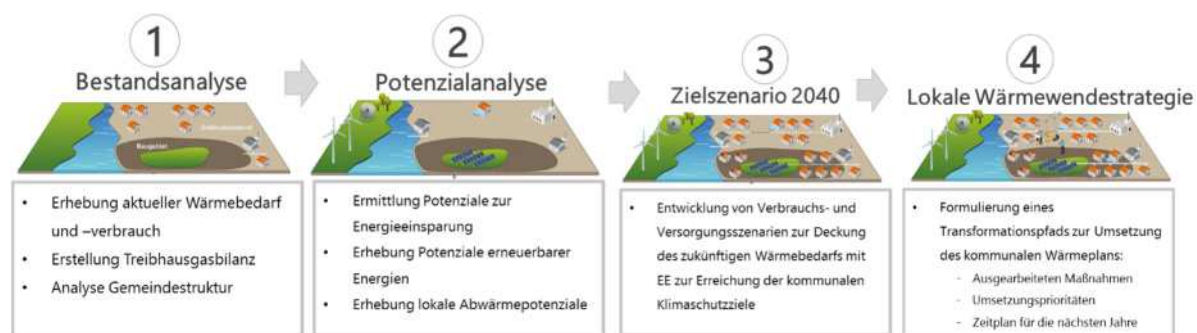 1
Bestandsanalyse
Baugebiet
Erhebung aktueller Wärmebedarf
und –verbrauch
Erstellung Treibhausgasbilanz
Analyse Gemeindestruktur
2
Potenzialanalyse
Ermittlung Potenziale zur
Energieeinsparung
Erhebung Potenziale erneuerbarer
Energien
Erhebung lokale Abwärmepotenziale
3
Zielszenario 2040
Entwicklung von Verbrauchs- und
Versorgungsszenarien zur Deckung
des zukünftigen Wärmebedarfs mit
EE zur Erreichung der kommunalen
Klimaschutzziele
4
Lokale Wärmewendestrategie
Formulierung eines
Transformationspfads zur Umsetzung
des kommunalen Wärmeplans:
- Ausgearbeiteten Maßnahmen
- Umsetzungsprioritäten
- Zeitplan für die nächsten Jahre